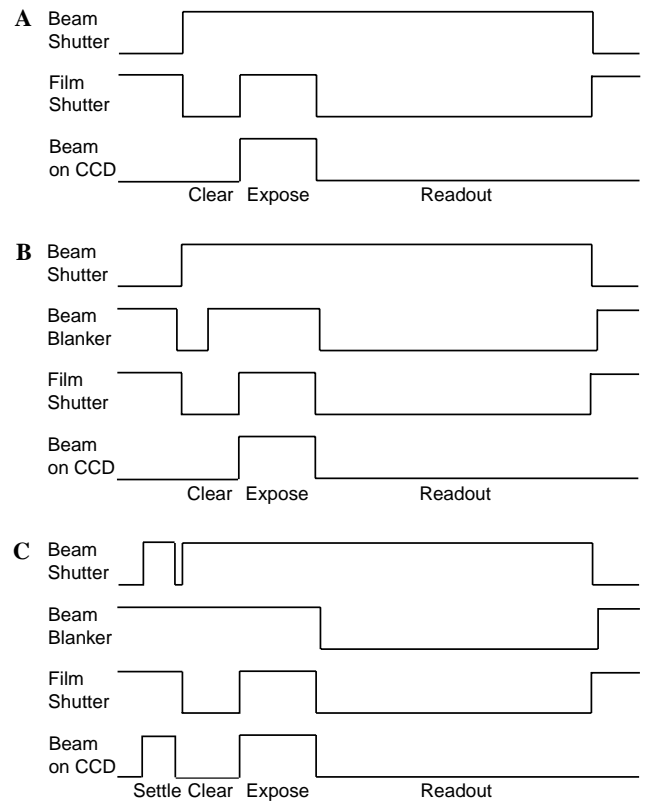 A Beam
Shutter
Film
Shutter
Beam
on CCD
Clear Expose Readout
B Beam
Shutter
Beam
Blanker
Film
Shutter
Beam
on CCD
Clear Expose Readout
C Beam
Shutter
Beam
Blanker
Film
Shutter
Beam
on CCD
Settle Clear Expose Readout